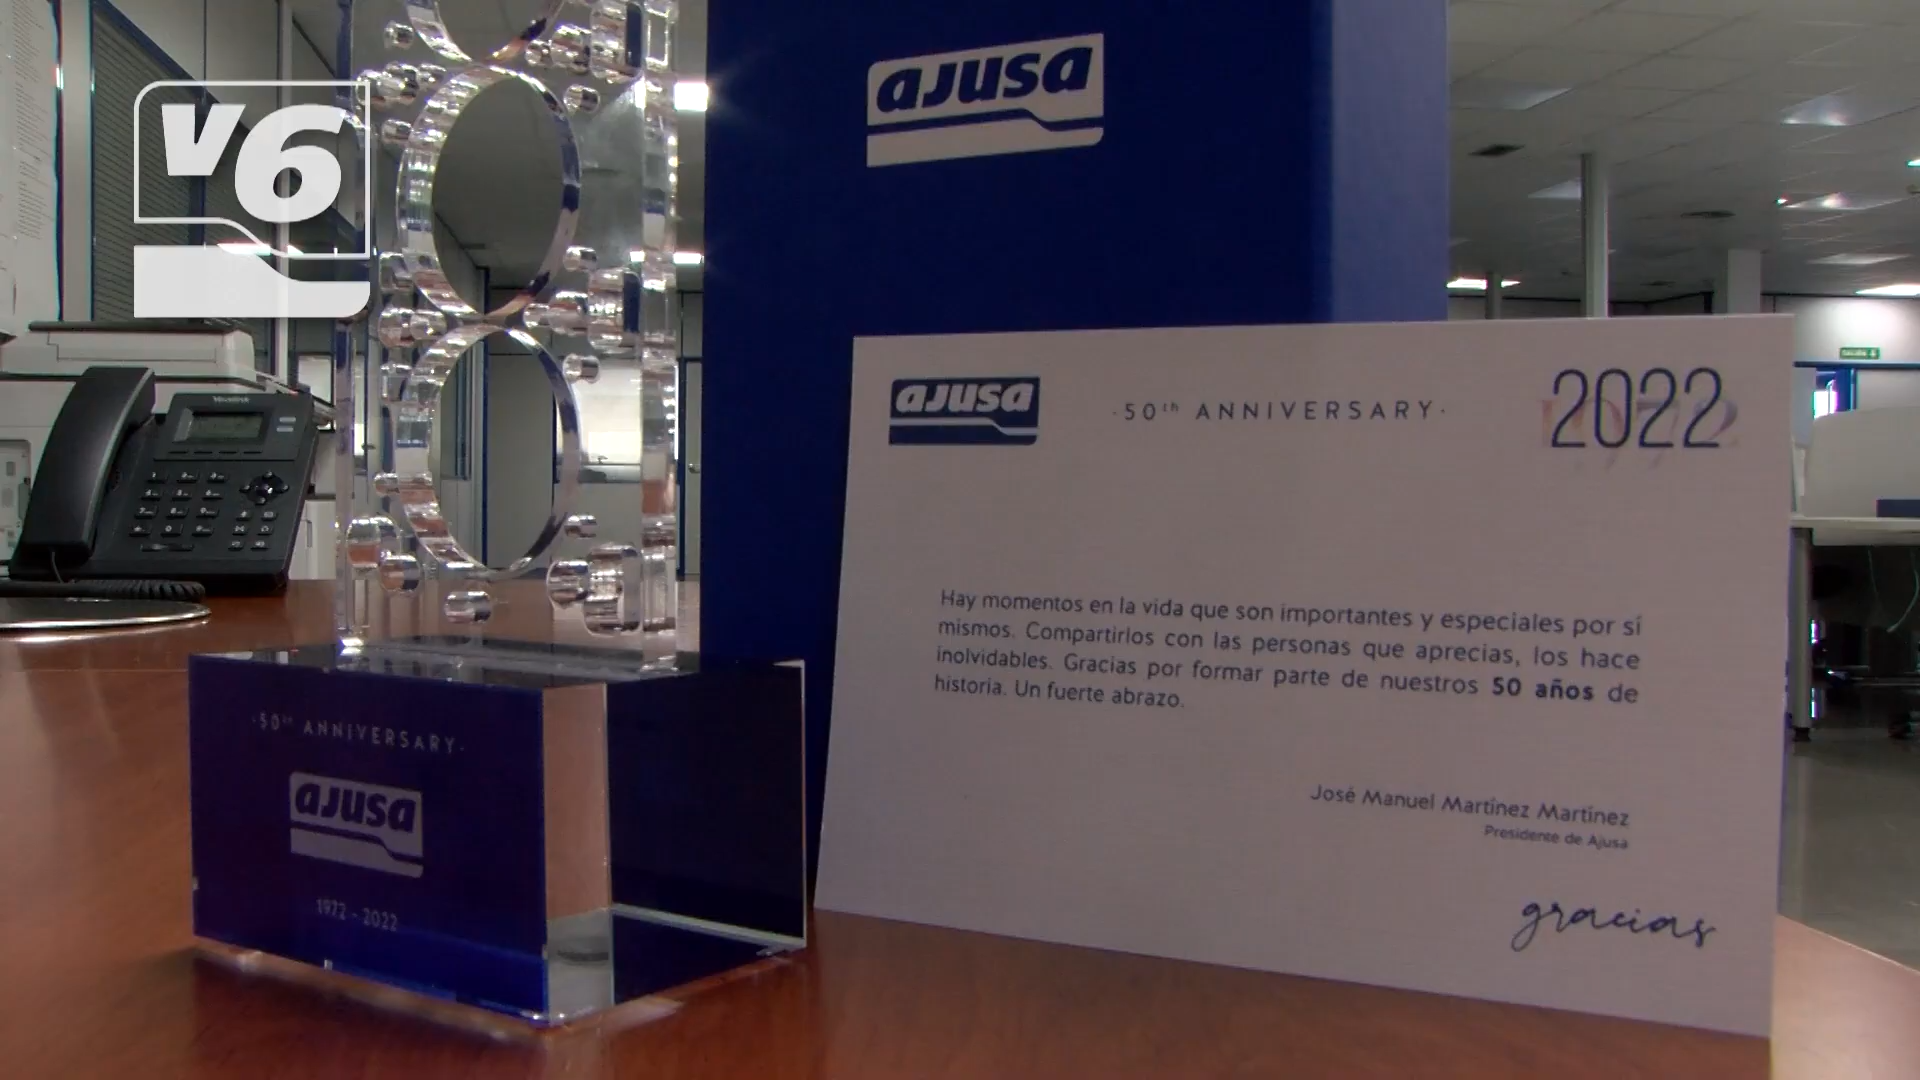 v6
ajusa
Yealink
SALIDA
ajusa
·50th ANNIVERSARY·
2022
Hay momentos en la vida que son importantes y especiales por sí
mismos. Compartirlos con las personas que aprecias, los hace
inolvidables. Gracias por formar parte de nuestros 50 años de
historia. Un fuerte abrazo.
José Manuel Martínez Martínez
Presidente de Ajusa
gracias
·50th ANNIVERSARY·
ajusa
1972 - 2022